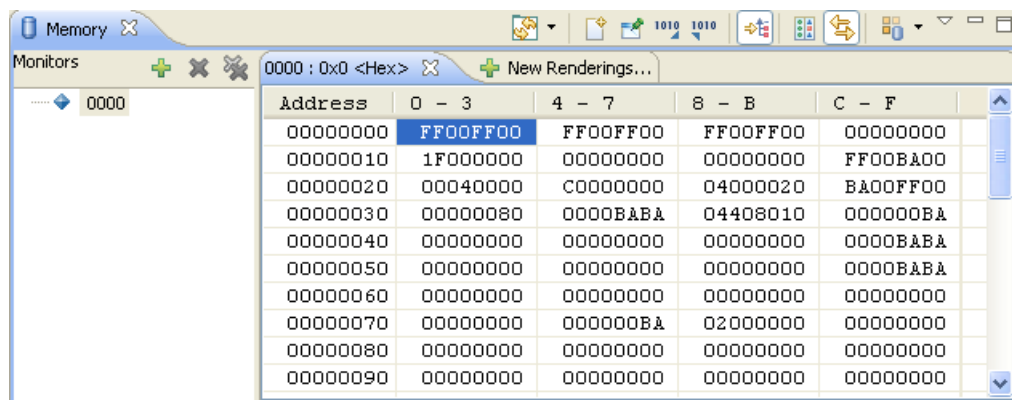 Memory
1010 1010
Monitors
0000 : 0x0 <Hex> New Renderings...
0000
Address 0 - 3 4 - 7 8 - B C - F
00000000 FF00FF00 FF00FF00 FF00FF00 00000000
00000010 1F000000 00000000 00000000 FF00BA00
00000020 00040000 C0000000 04000020 BA00FF00
00000030 00000080 0000BABA 04408010 000000BA
00000040 00000000 00000000 00000000 0000BABA
00000050 00000000 00000000 00000000 0000BABA
00000060 00000000 00000000 00000000 00000000
00000070 00000000 000000BA 02000000 00000000
00000080 00000000 00000000 00000000 00000000
00000090 00000000 00000000 00000000 00000000